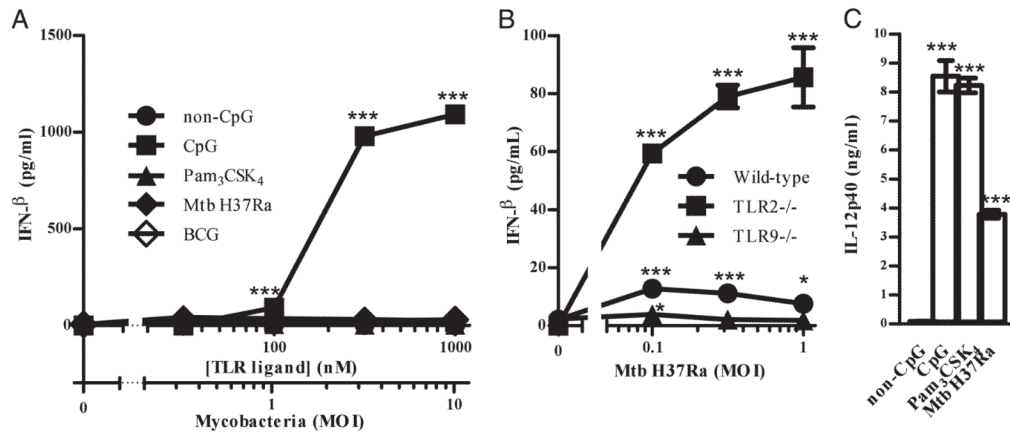 A
IFN-β (pg/ml)
1500
1000
500
0
non-CpG
CpG
Pam3CSK4
Mtb H37Ra
BCG
***
***
***
100
1000
[TLR ligand] (nM)
0
1
10
Mycobacteria (MOI)
B
IFN-β (pg/mL)
100
80
60
40
20
0
***
***
***
Wild-type
TLR2-/-
TLR9-/-
***
***
*
*
0
0.1
1
Mtb H37Ra (MOI)
C
IL-12p40 (ng/ml)
10
9
8
7
6
5
4
3
2
1
0
***
***
***
non-CpG
CpG
Pam3CSK4
Mtb H37Ra